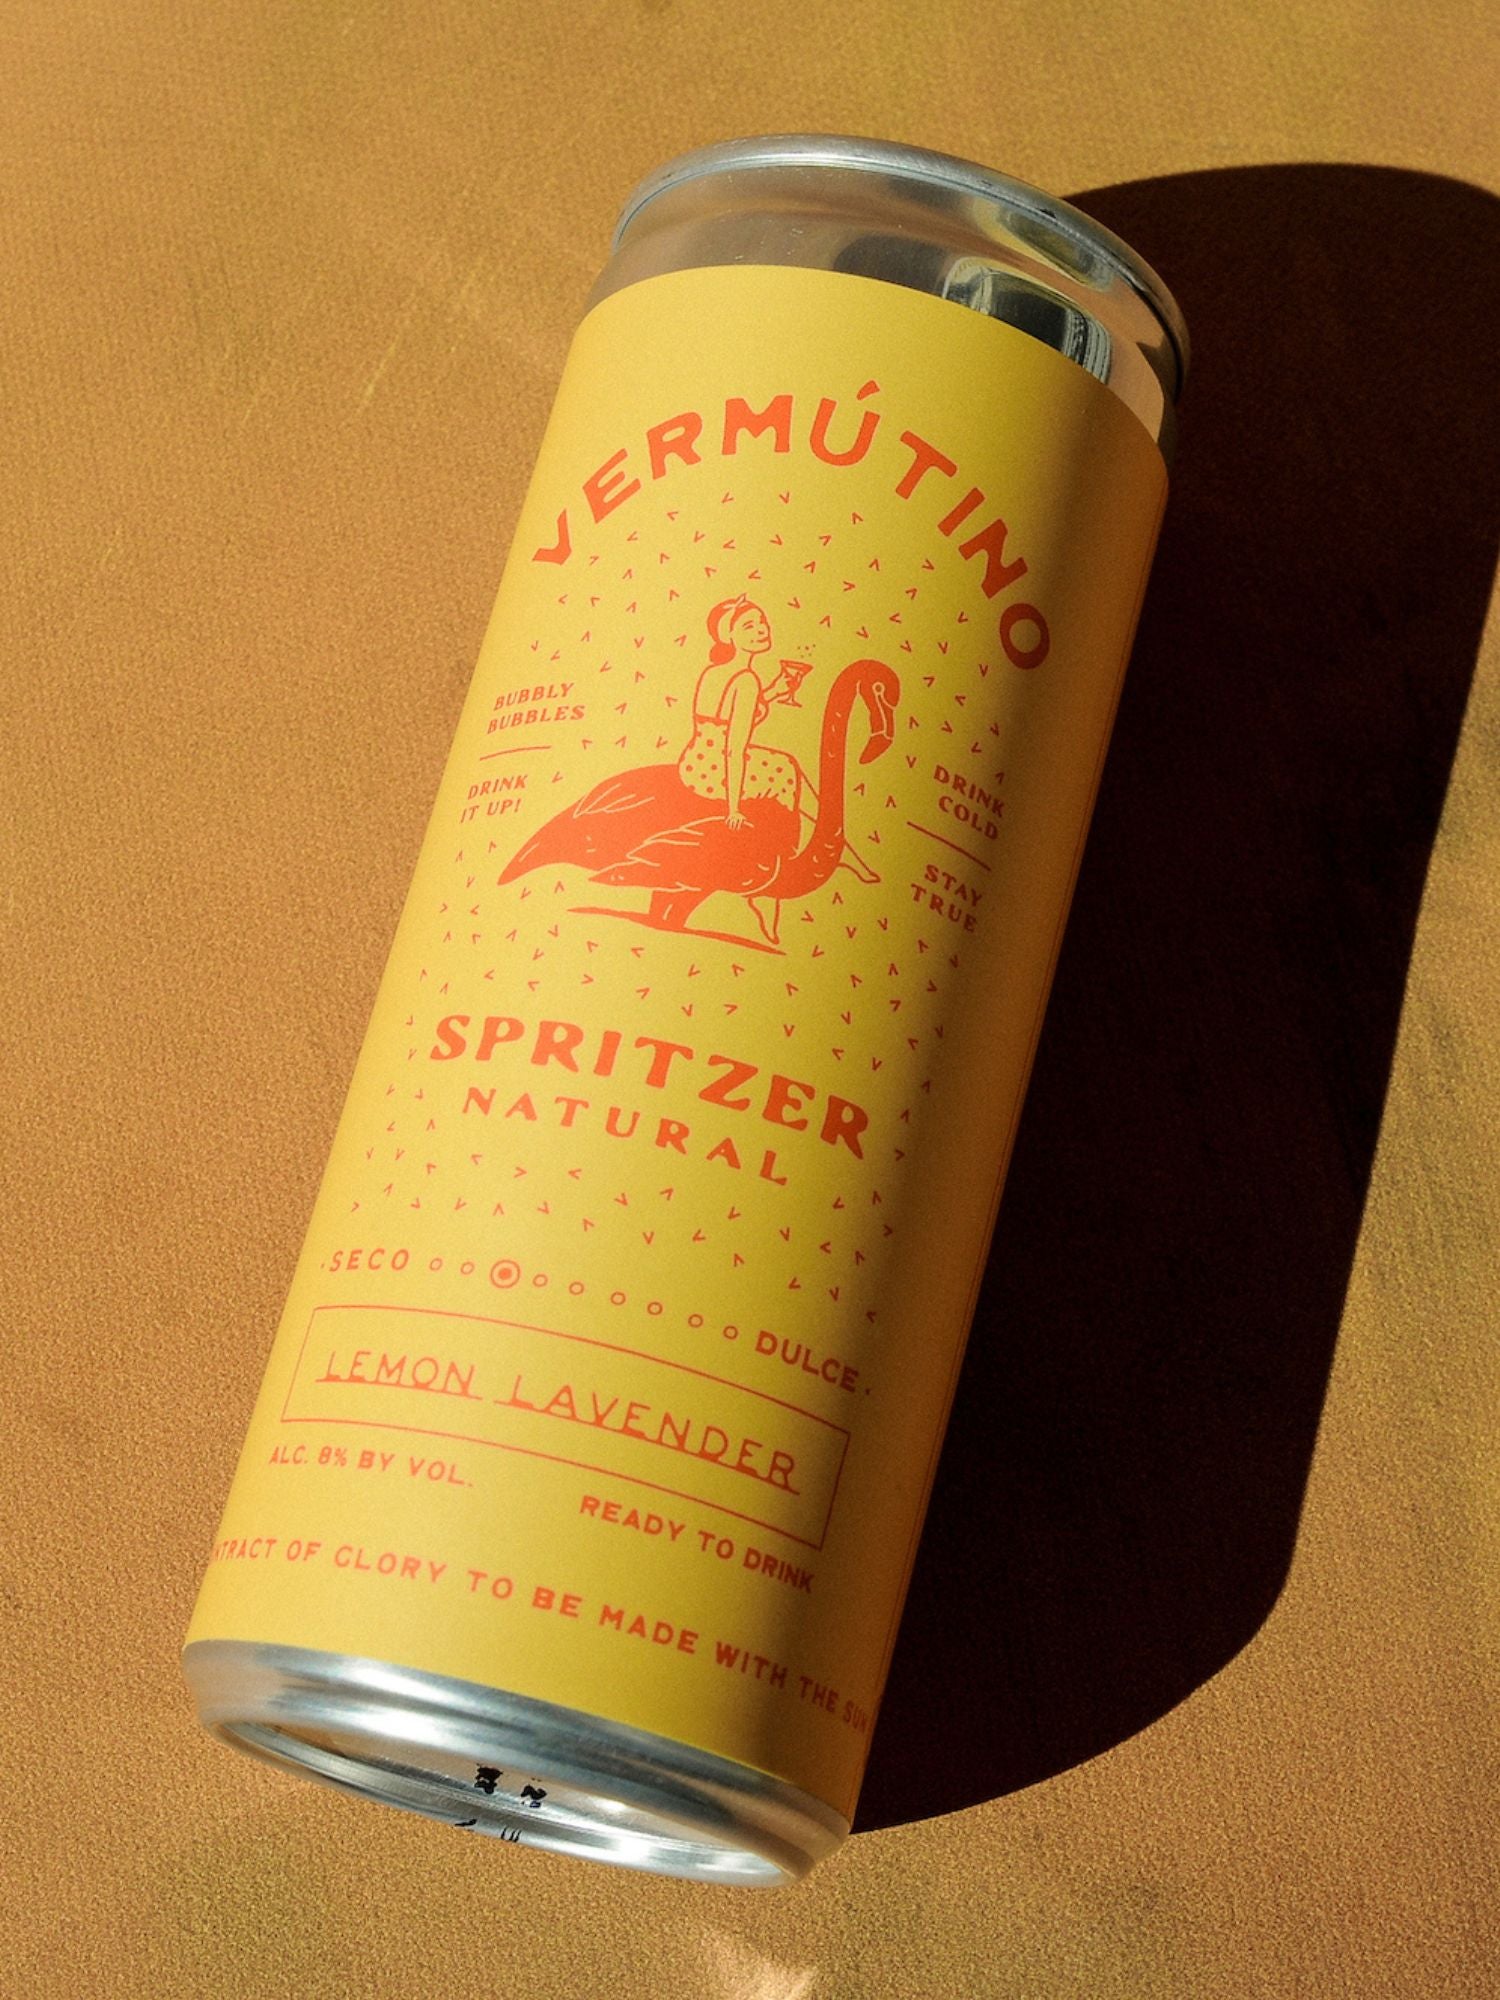 VERMÚTINO
BUBBLY
BUBBLES
DRINK
IT UP!
DRINK
COLD
STAY
TRUE
SPRITZER
NATURAL
· SECO
DULCE ·
LEMON LAVENDER
ALC. 8% BY VOL.
READY TO DRINK
OF GLORY TO BE MADE WITH THE SUN